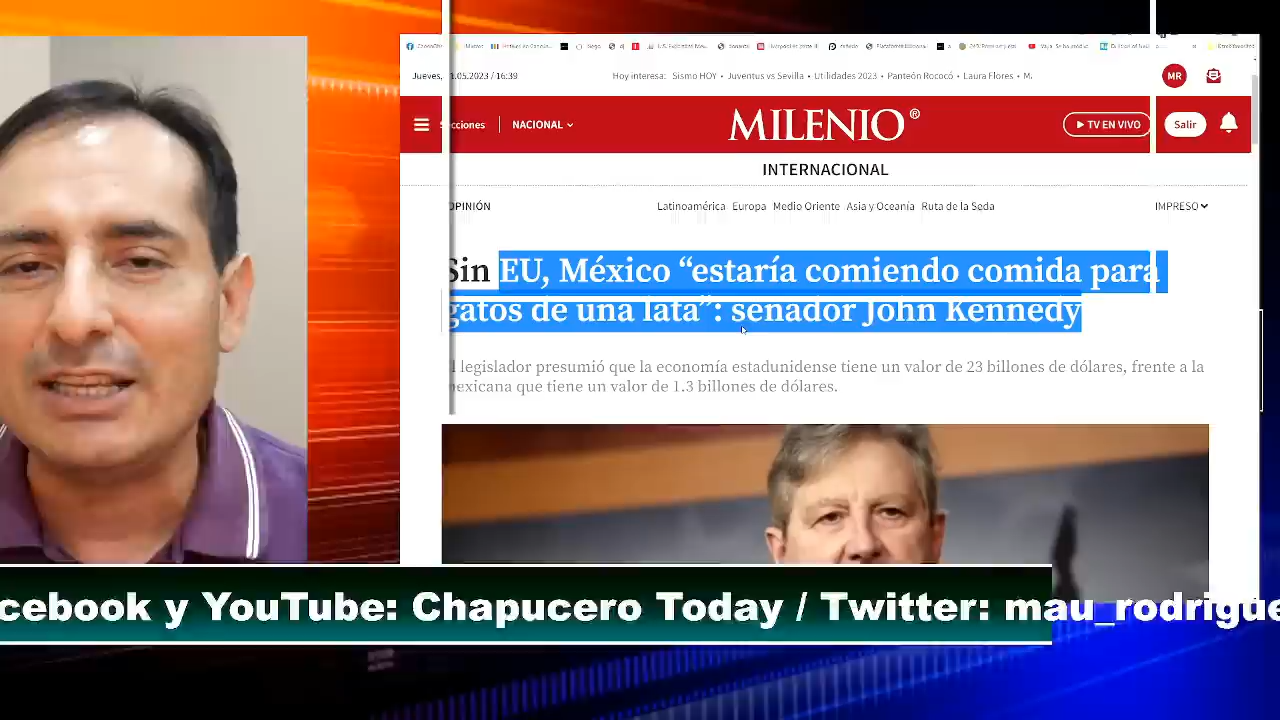 Jueves,
.05.2023 / 16:39
Hoy interesa: Sismo HOY • Juventus vs Sevilla • Utilidades 2023 • Panteón Rococó • Laura Flores •
MR
NACIONAL
MILENIO®
TV EN VIVO
Salir
INTERNACIONAL
OPINIÓN
Latinoamérica Europa Medio Oriente Asia y Oceanía Ruta de la Seda
IMPRESO
Sin EU, México “estaría comiendo comida para
gatos de una lata”: senador John Kennedy
l legislador presumió que la economía estadunidense tiene un valor de 23 billones de dólares, frente a la
mexicana que tiene un valor de 1.3 billones de dólares.
cebook y YouTube: Chapucero Today / Twitter: mau_rodrigue